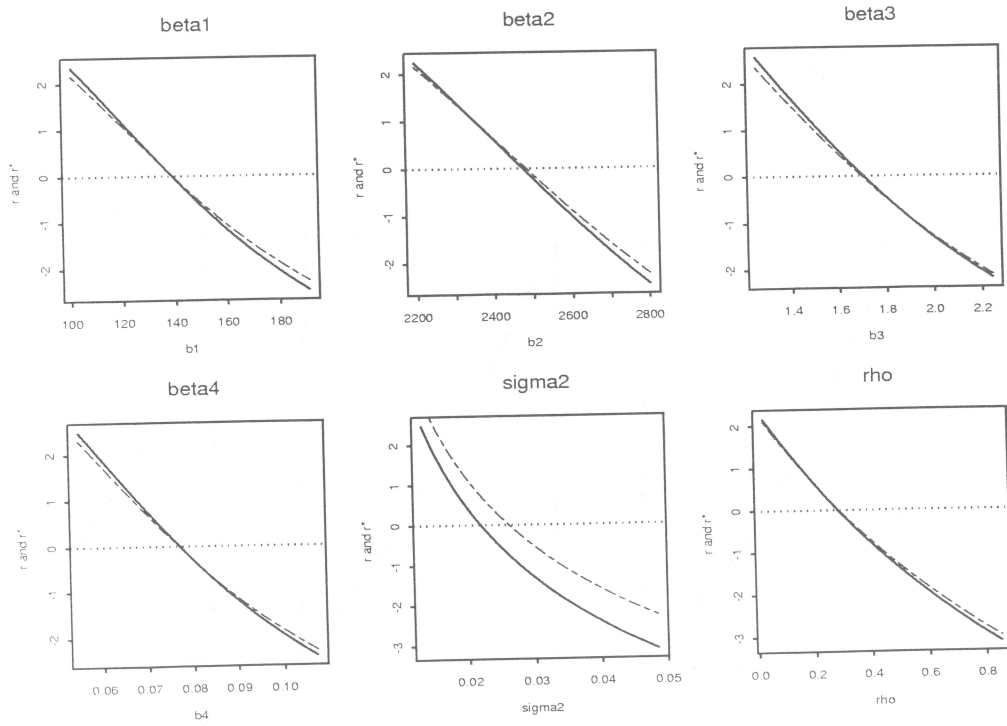 beta1
beta2
beta3
r and r*
2
1
0
-1
-2
100 120 140 160 180
b1
r and r*
2
1
0
-1
-2
2200 2400 2600 2800
b2
r and r*
2
1
0
-1
-2
1.4 1.6 1.8 2.0 2.2
b3
beta4
sigma2
rho
r and r*
2
1
0
-1
-2
0.06 0.07 0.08 0.09 0.10
b4
r and r*
2
1
0
-1
-2
-3
0.02 0.03 0.04 0.05
sigma2
r and r*
2
1
0
-1
-2
-3
0.0 0.2 0.4 0.6 0.8
rho